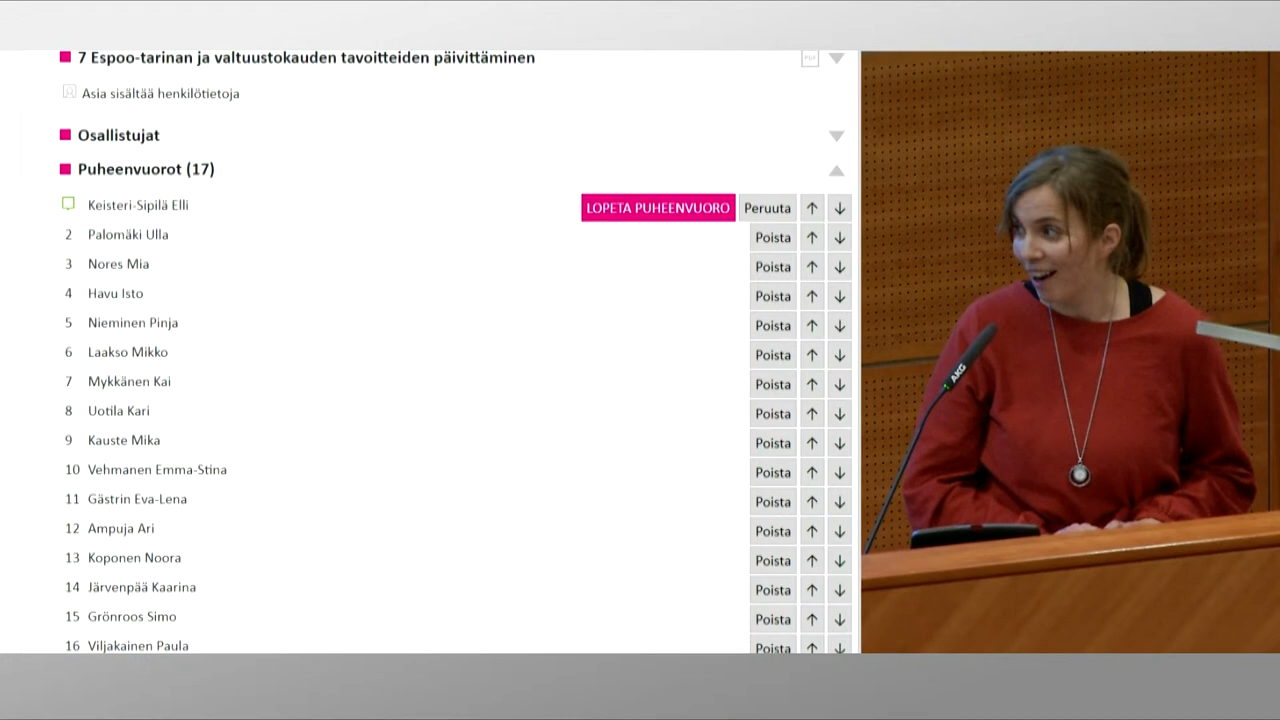 7 Espoo-tarinan ja valtuustokauden tavoitteiden päivittäminen
PDF
Asia sisältää henkilötietoja
Osallistujat
Puheenvuorot (17)
Keisteri-Sipilä Elli LOPETA PUHEENVUORO Peruuta ↑ ↓
2 Palomäki Ulla Poista ↑ ↓
3 Nores Mia Poista ↑ ↓
4 Havu Isto Poista ↑ ↓
5 Nieminen Pinja Poista ↑ ↓
6 Laakso Mikko Poista ↑ ↓
7 Mykkänen Kai Poista ↑ ↓
8 Uotila Kari Poista ↑ ↓
9 Kauste Mika Poista ↑ ↓
10 Vehmanen Emma-Stina Poista ↑ ↓
11 Gästrin Eva-Lena Poista ↑ ↓
12 Ampuja Ari Poista ↑ ↓
13 Koponen Noora Poista ↑ ↓
14 Järvenpää Kaarina Poista ↑ ↓
15 Grönroos Simo Poista ↑ ↓
16 Viljakainen Paula Poista ↑ ↓
AKG